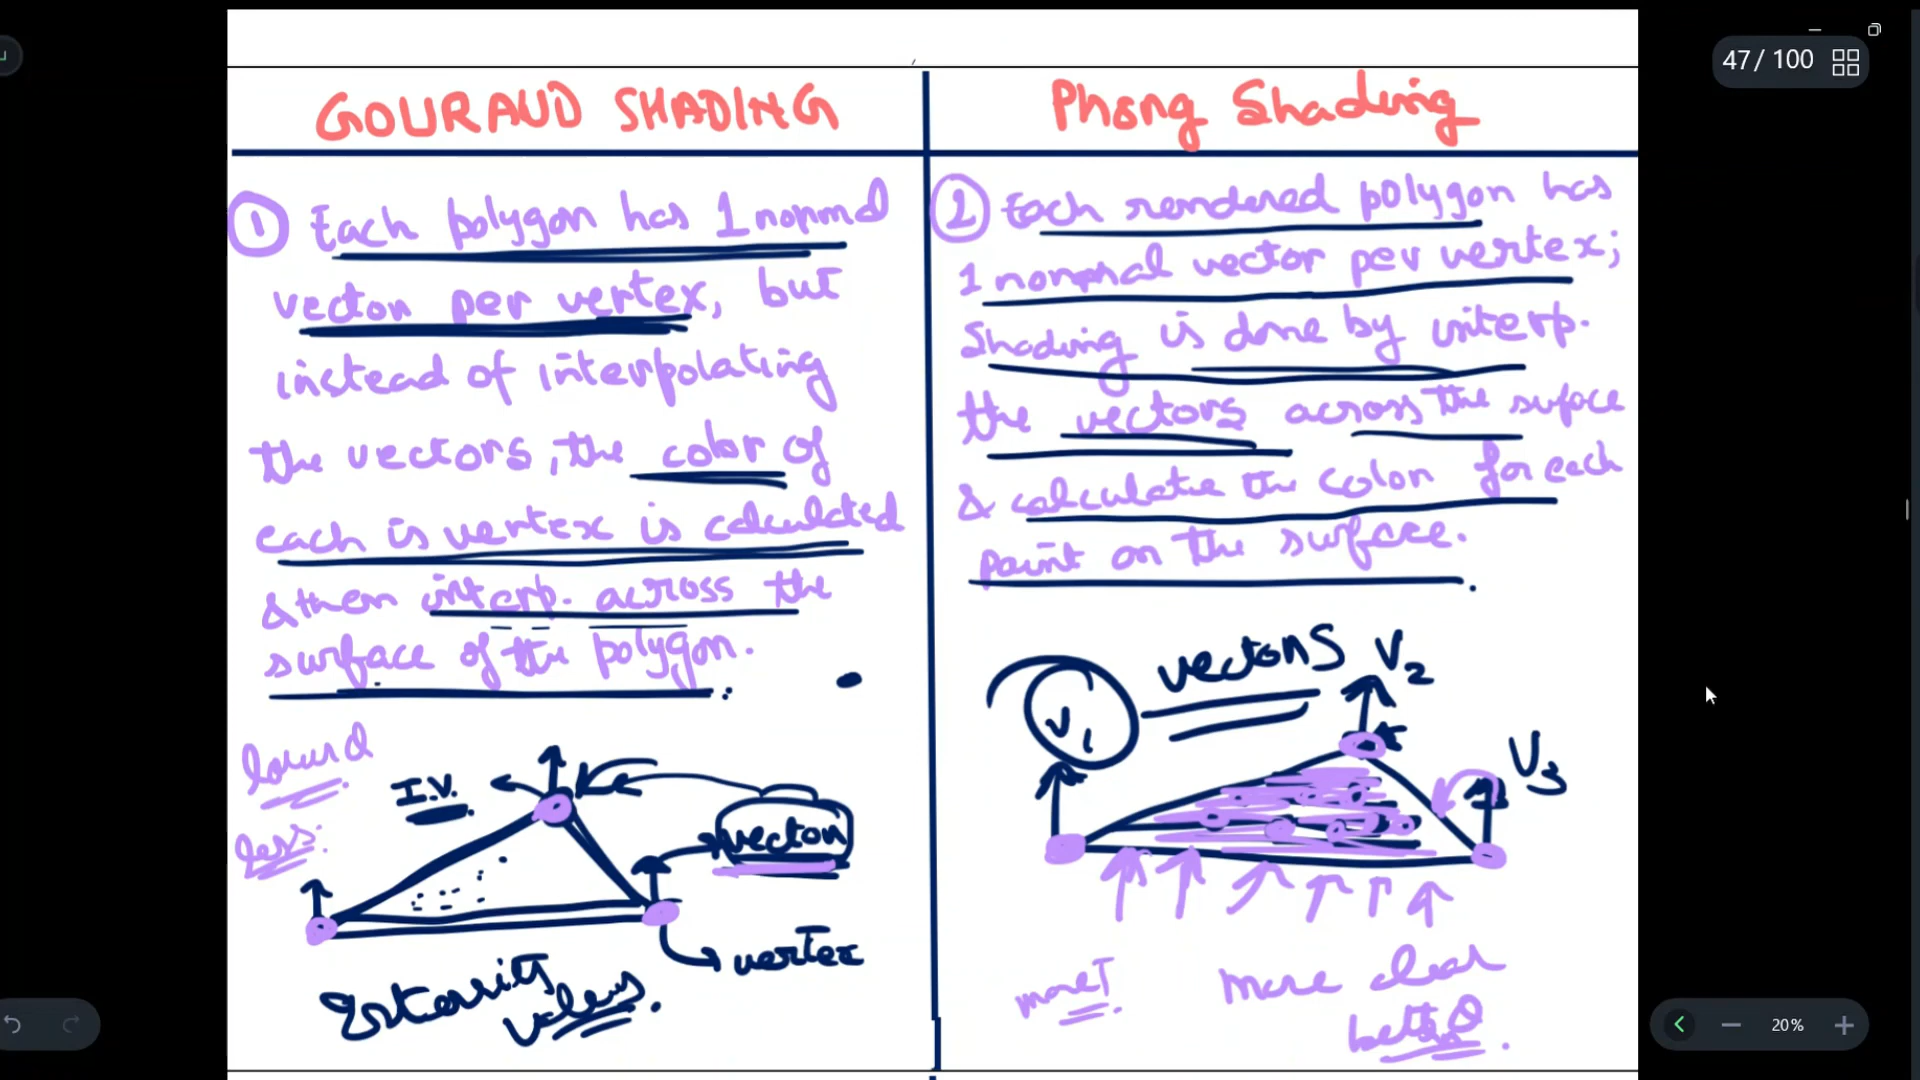 47 / 100
GOURAUD SHADING
Phong Shading
① Each polygon has 1 normal
vector per vertex, but
instead of interpolating
the vectors, the color of
each is vertex is calculated
& then interp. across the
surface of the polygon.
② Each rendered polygon has
1 normal vector per vertex;
Shading is done by interp.
the vectors across the surface
& calculate the color for each
point on the surface.
less
I.V.
vector
vertex
Intensity
values.
V1
vectors
V2
V3
more T
more clear
20%